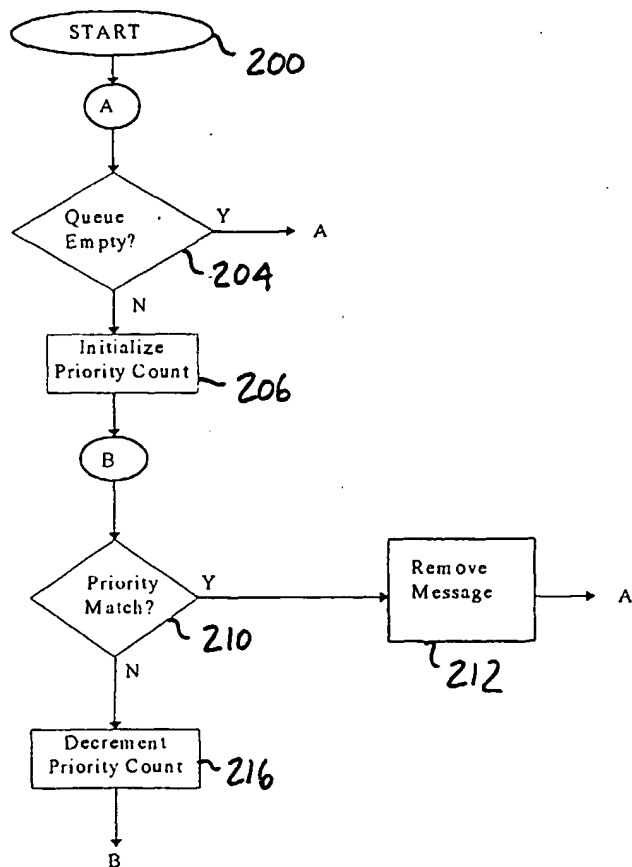 START
200
A
Queue
Empty?
Y
A
204
N
Initialize
Priority Count
206
B
Priority
Match?
Y
210
Remove
Message
A
212
N
Decrement
Priority Count
216
B